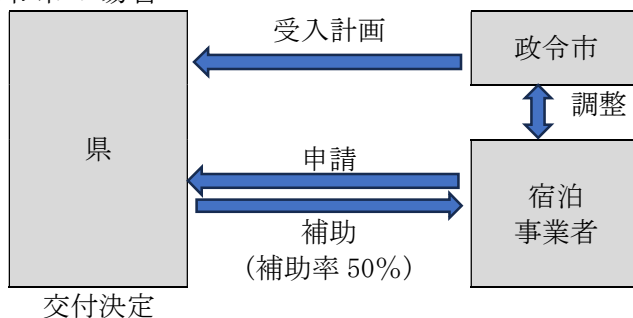 受入計画
政令市
調整
県
申請
宿泊
事業者
補助
（補助率 50%）
交付決定